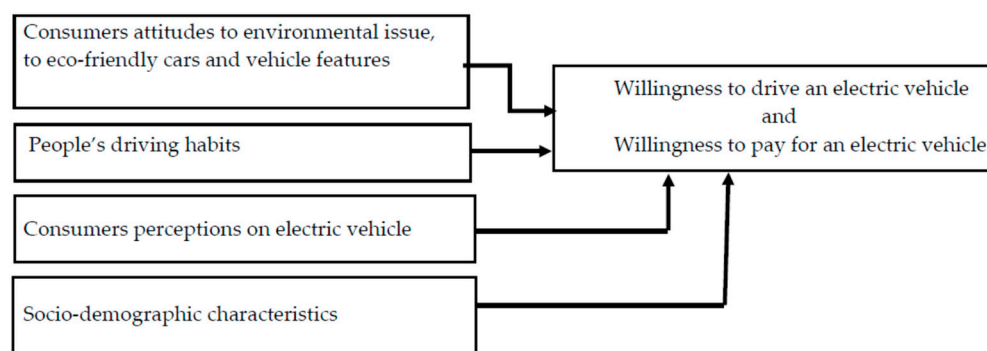 Consumers attitudes to environmental issue,
to eco-friendly cars and vehicle features
People’s driving habits
Consumers perceptions on electric vehicle
Socio-demographic characteristics
Willingness to drive an electric vehicle
and
Willingness to pay for an electric vehicle